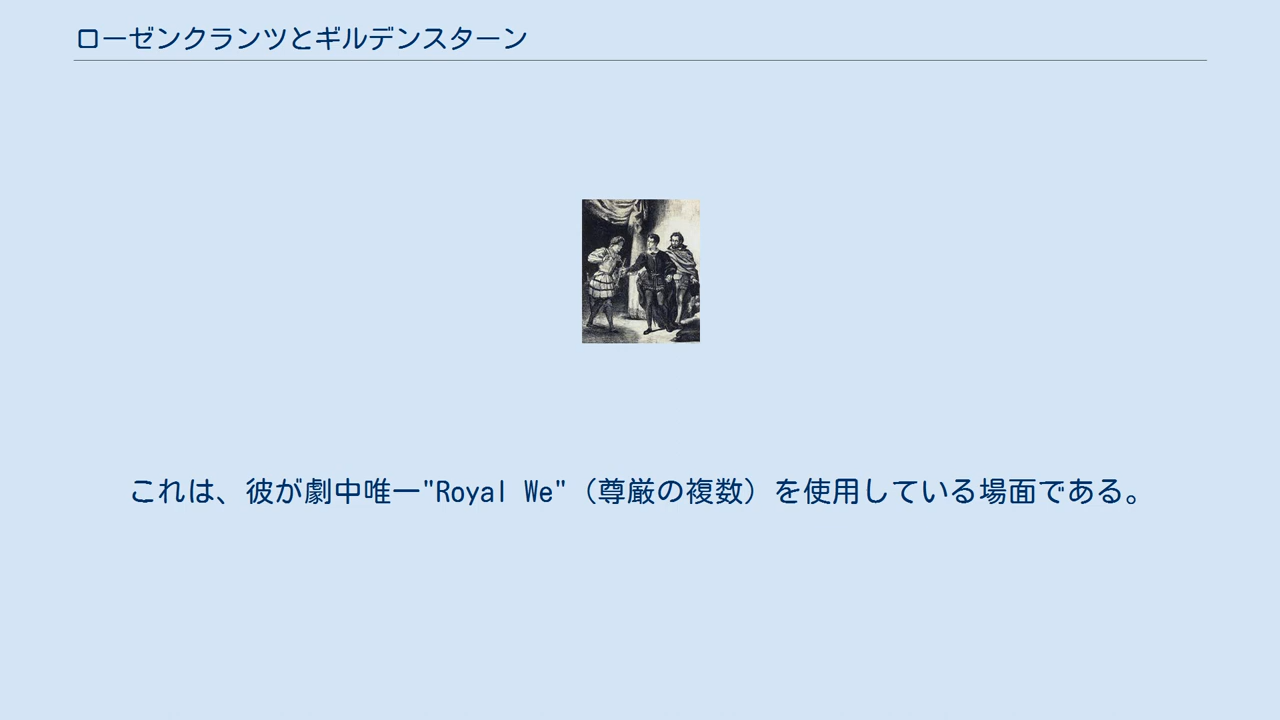 ローゼンクランツとギルデンスターン
これは、彼が劇中唯一"Royal We"（尊厳の複数）を使用している場面である。